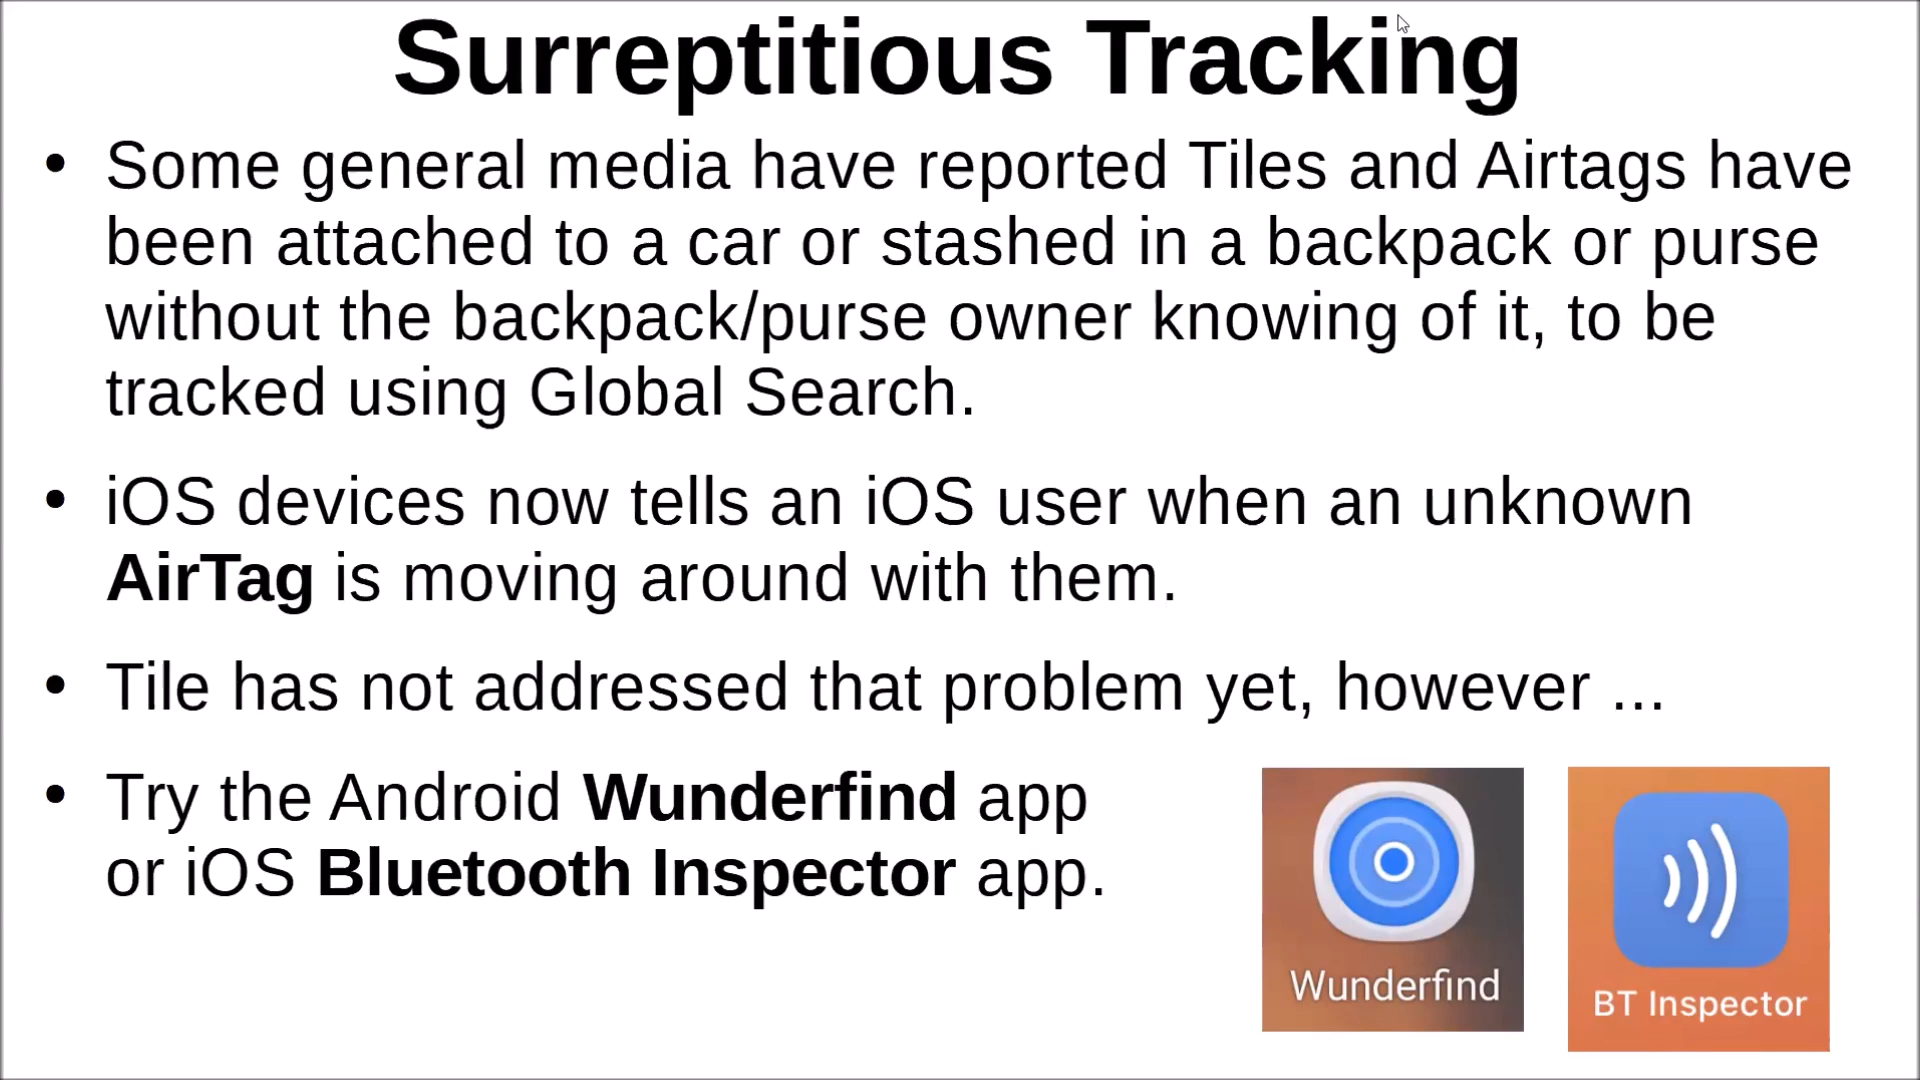 Surreptitious Tracking
• Some general media have reported Tiles and Airtags have
been attached to a car or stashed in a backpack or purse
without the backpack/purse owner knowing of it, to be
tracked using Global Search.
• iOS devices now tells an iOS user when an unknown
AirTag is moving around with them.
• Tile has not addressed that problem yet, however ...
• Try the Android Wunderfind app
or iOS Bluetooth Inspector app.
Wunderfind
BT Inspector